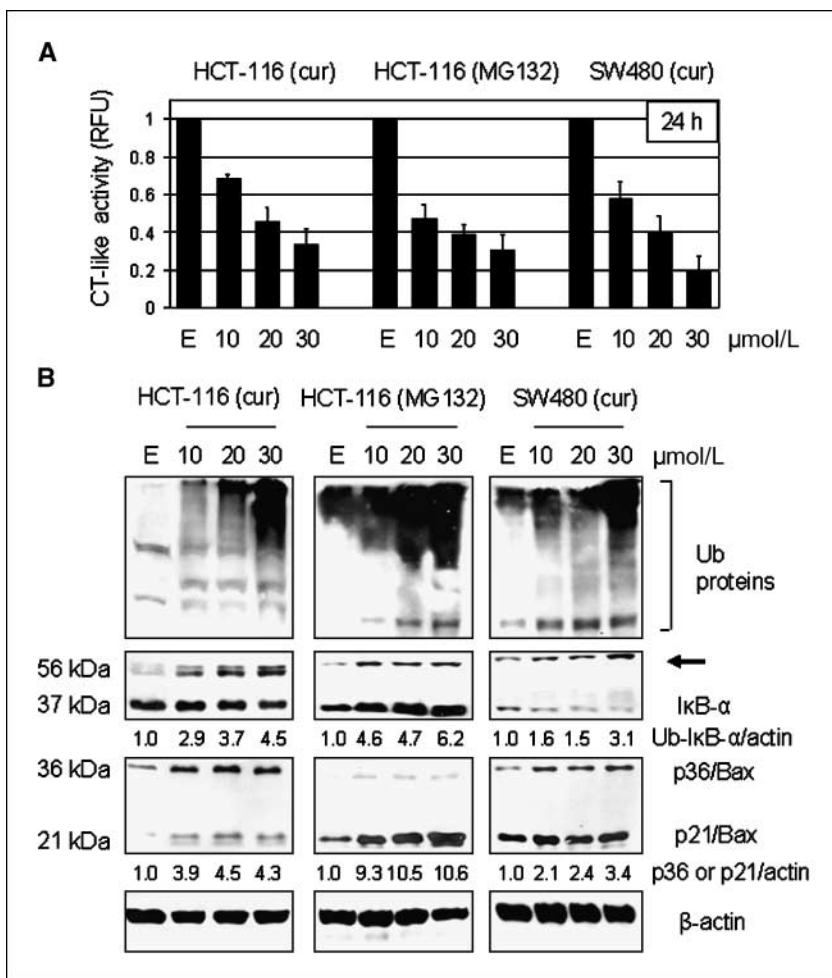 A
HCT-116 (cur) HCT-116 (MG132) SW480 (cur)
24 h
CT-like activity (RFU)
1
0.8
0.6
0.4
0.2
0
E 10 20 30 E 10 20 30 E 10 20 30 µmol/L
B
HCT-116 (cur) HCT-116 (MG132) SW480 (cur)
E 10 20 30 E 10 20 30 E 10 20 30 µmol/L
Ub
proteins
56 kDa
37 kDa IκB-α
1.0 2.9 3.7 4.5 1.0 4.6 4.7 6.2 1.0 1.6 1.5 3.1 Ub-IκB-α/actin
36 kDa p36/Bax
21 kDa p21/Bax
1.0 3.9 4.5 4.3 1.0 9.3 10.5 10.6 1.0 2.1 2.4 3.4 p36 or p21/actin
β-actin